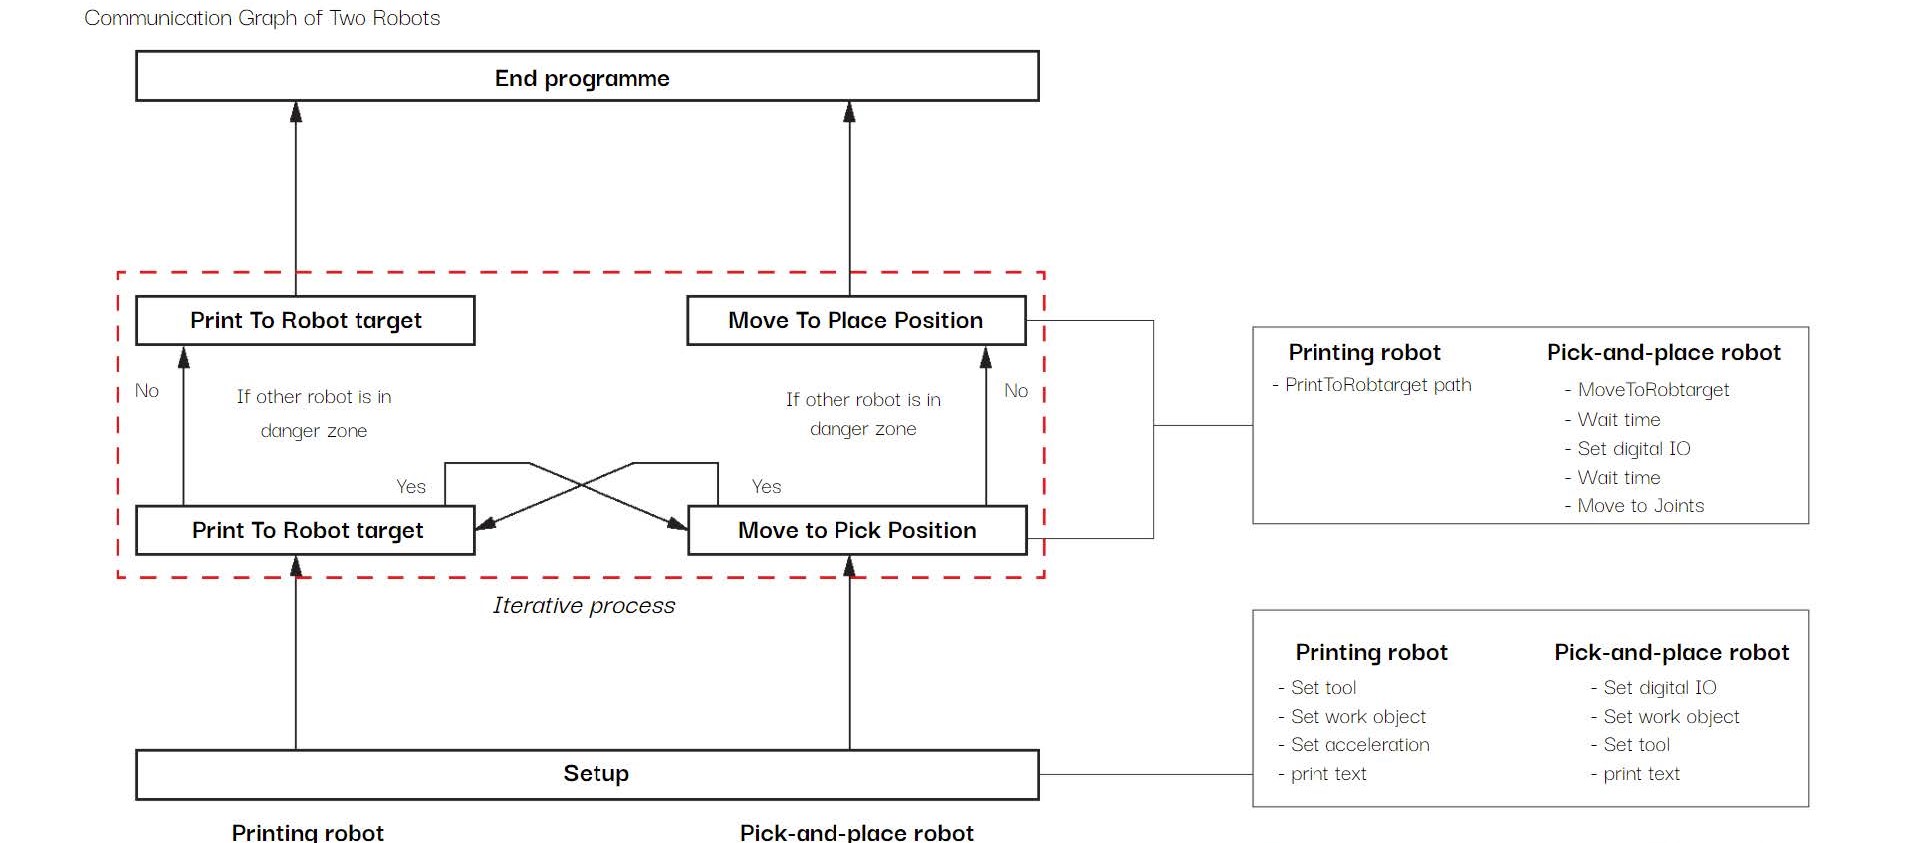 Communication Graph of Two Robots
End programme
Print To Robot target
Move To Place Position
No
If other robot is in
danger zone
If other robot is in
danger zone
No
Yes
Yes
Print To Robot target
Move to Pick Position
Iterative process
Setup
Printing robot
Pick-and-place robot
Printing robot
- PrintToRobtarget path
Pick-and-place robot
- MoveToRobtarget
- Wait time
- Set digital IO
- Wait time
- Move to Joints
Printing robot
- Set tool
- Set work object
- Set acceleration
- print text
Pick-and-place robot
- Set digital IO
- Set work object
- Set tool
- print text